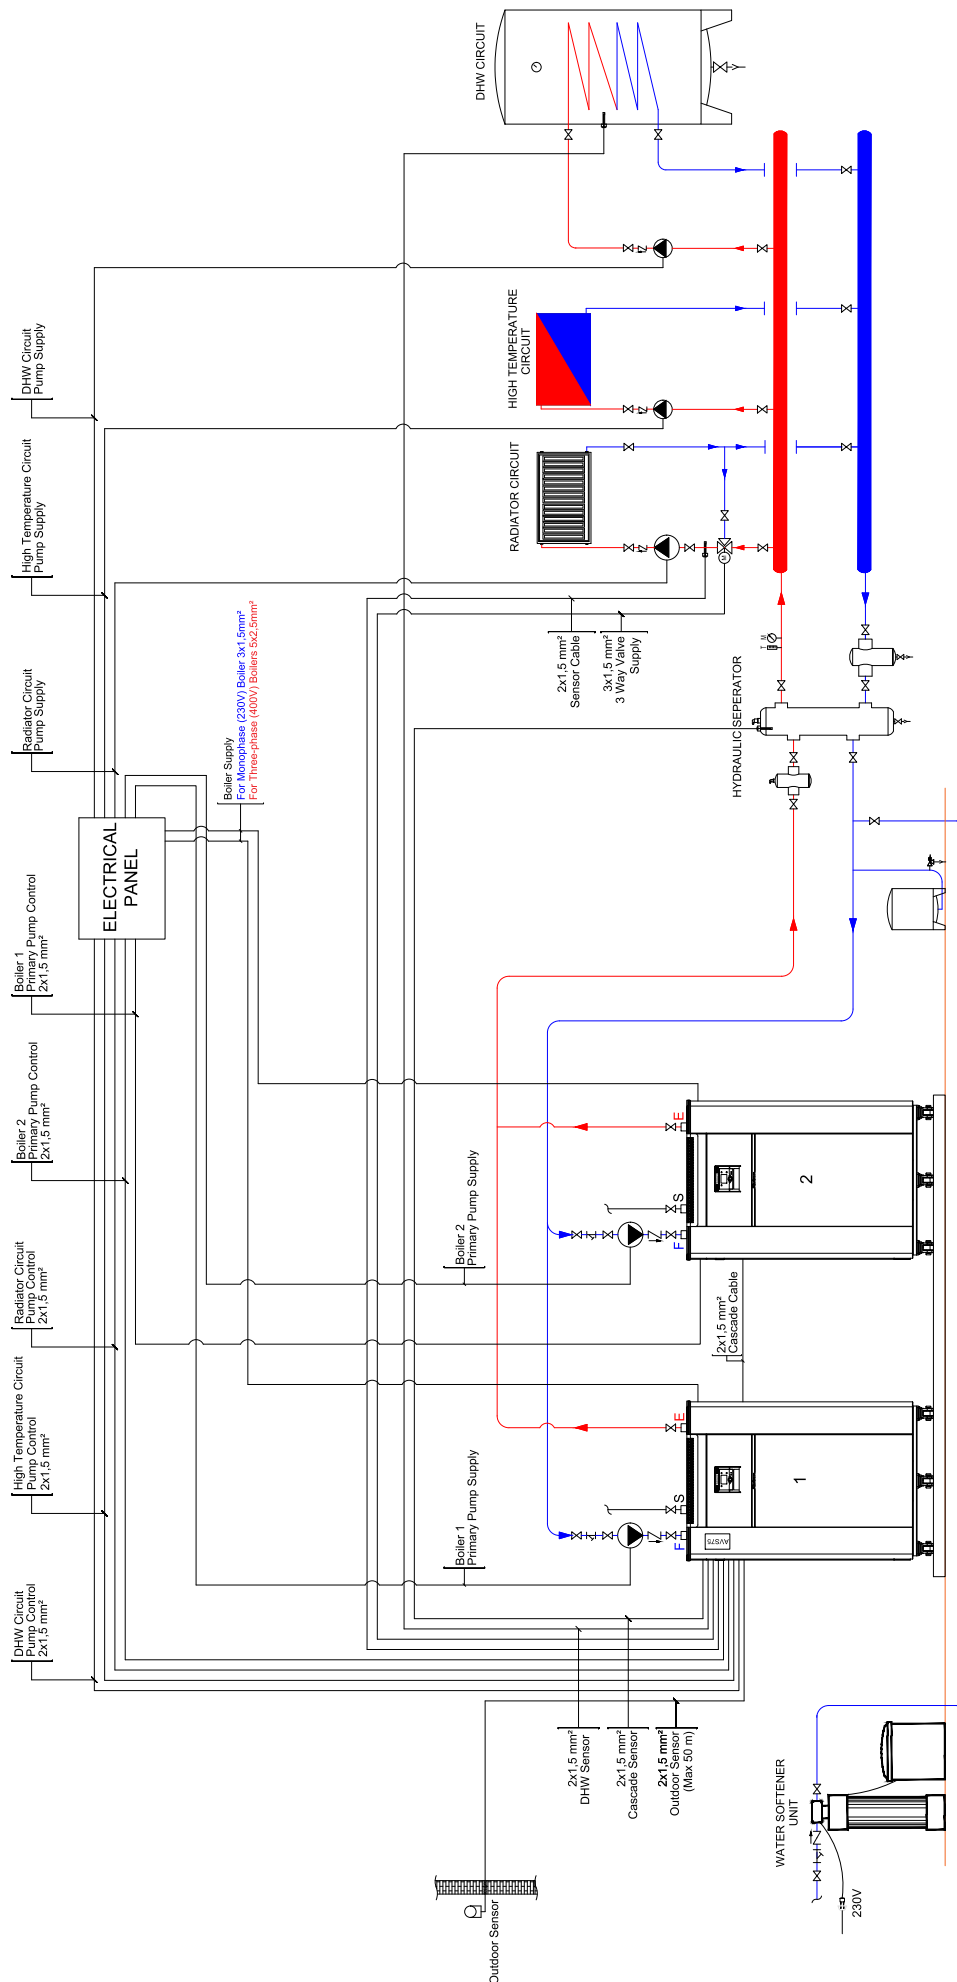 DHW Circuit
Pump Control
2x1,5 mm²
High Temperature Circuit
Pump Control
2x1,5 mm²
Radiator Circuit
Pump Control
2x1,5 mm²
Boiler 2
Primary Pump Control
2x1,5 mm²
Boiler 1
Primary Pump Control
2x1,5 mm²
ELECTRICAL
PANEL
Radiator Circuit
Pump Supply
High Temperature Circuit
Pump Supply
DHW Circuit
Pump Supply
Boiler Supply
For Monophase (230V) Boiler 3x1,5mm²
For Three-phase (400V) Boilers 5x2,5mm²
Outdoor Sensor
Boiler 1
Primary Pump Supply
Boiler 2
Primary Pump Supply
DHW CIRCUIT
HIGH TEMPERATURE
CIRCUIT
RADIATOR CIRCUIT
2x1,5 mm²
Sensor Cable
3x1,5 mm²
3 Way Valve
Supply
M
2x1,5 mm²
DHW Sensor
2x1,5 mm²
Cascade Sensor
2x1,5 mm²
Outdoor Sensor
(Max 50 m)
F
S
E
F
S
E
AVS75
1
2
2x1,5 mm²
Cascade Cable
HYDRAULIC SEPERATOR
T
M
WATER SOFTENER
UNIT
230V